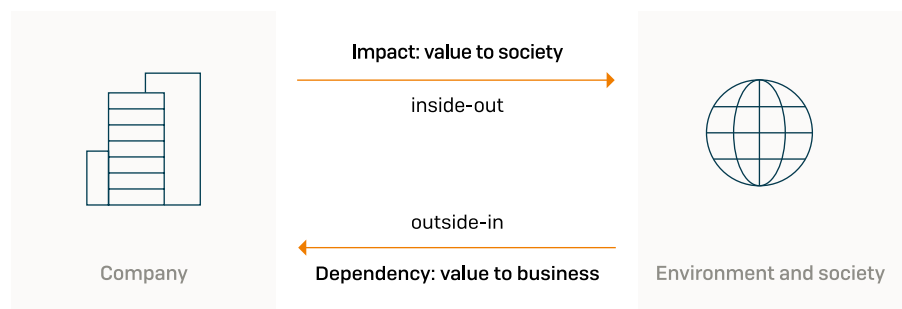 Impact: value to society
inside-out
outside-in
Dependency: value to business
Company
Environment and society